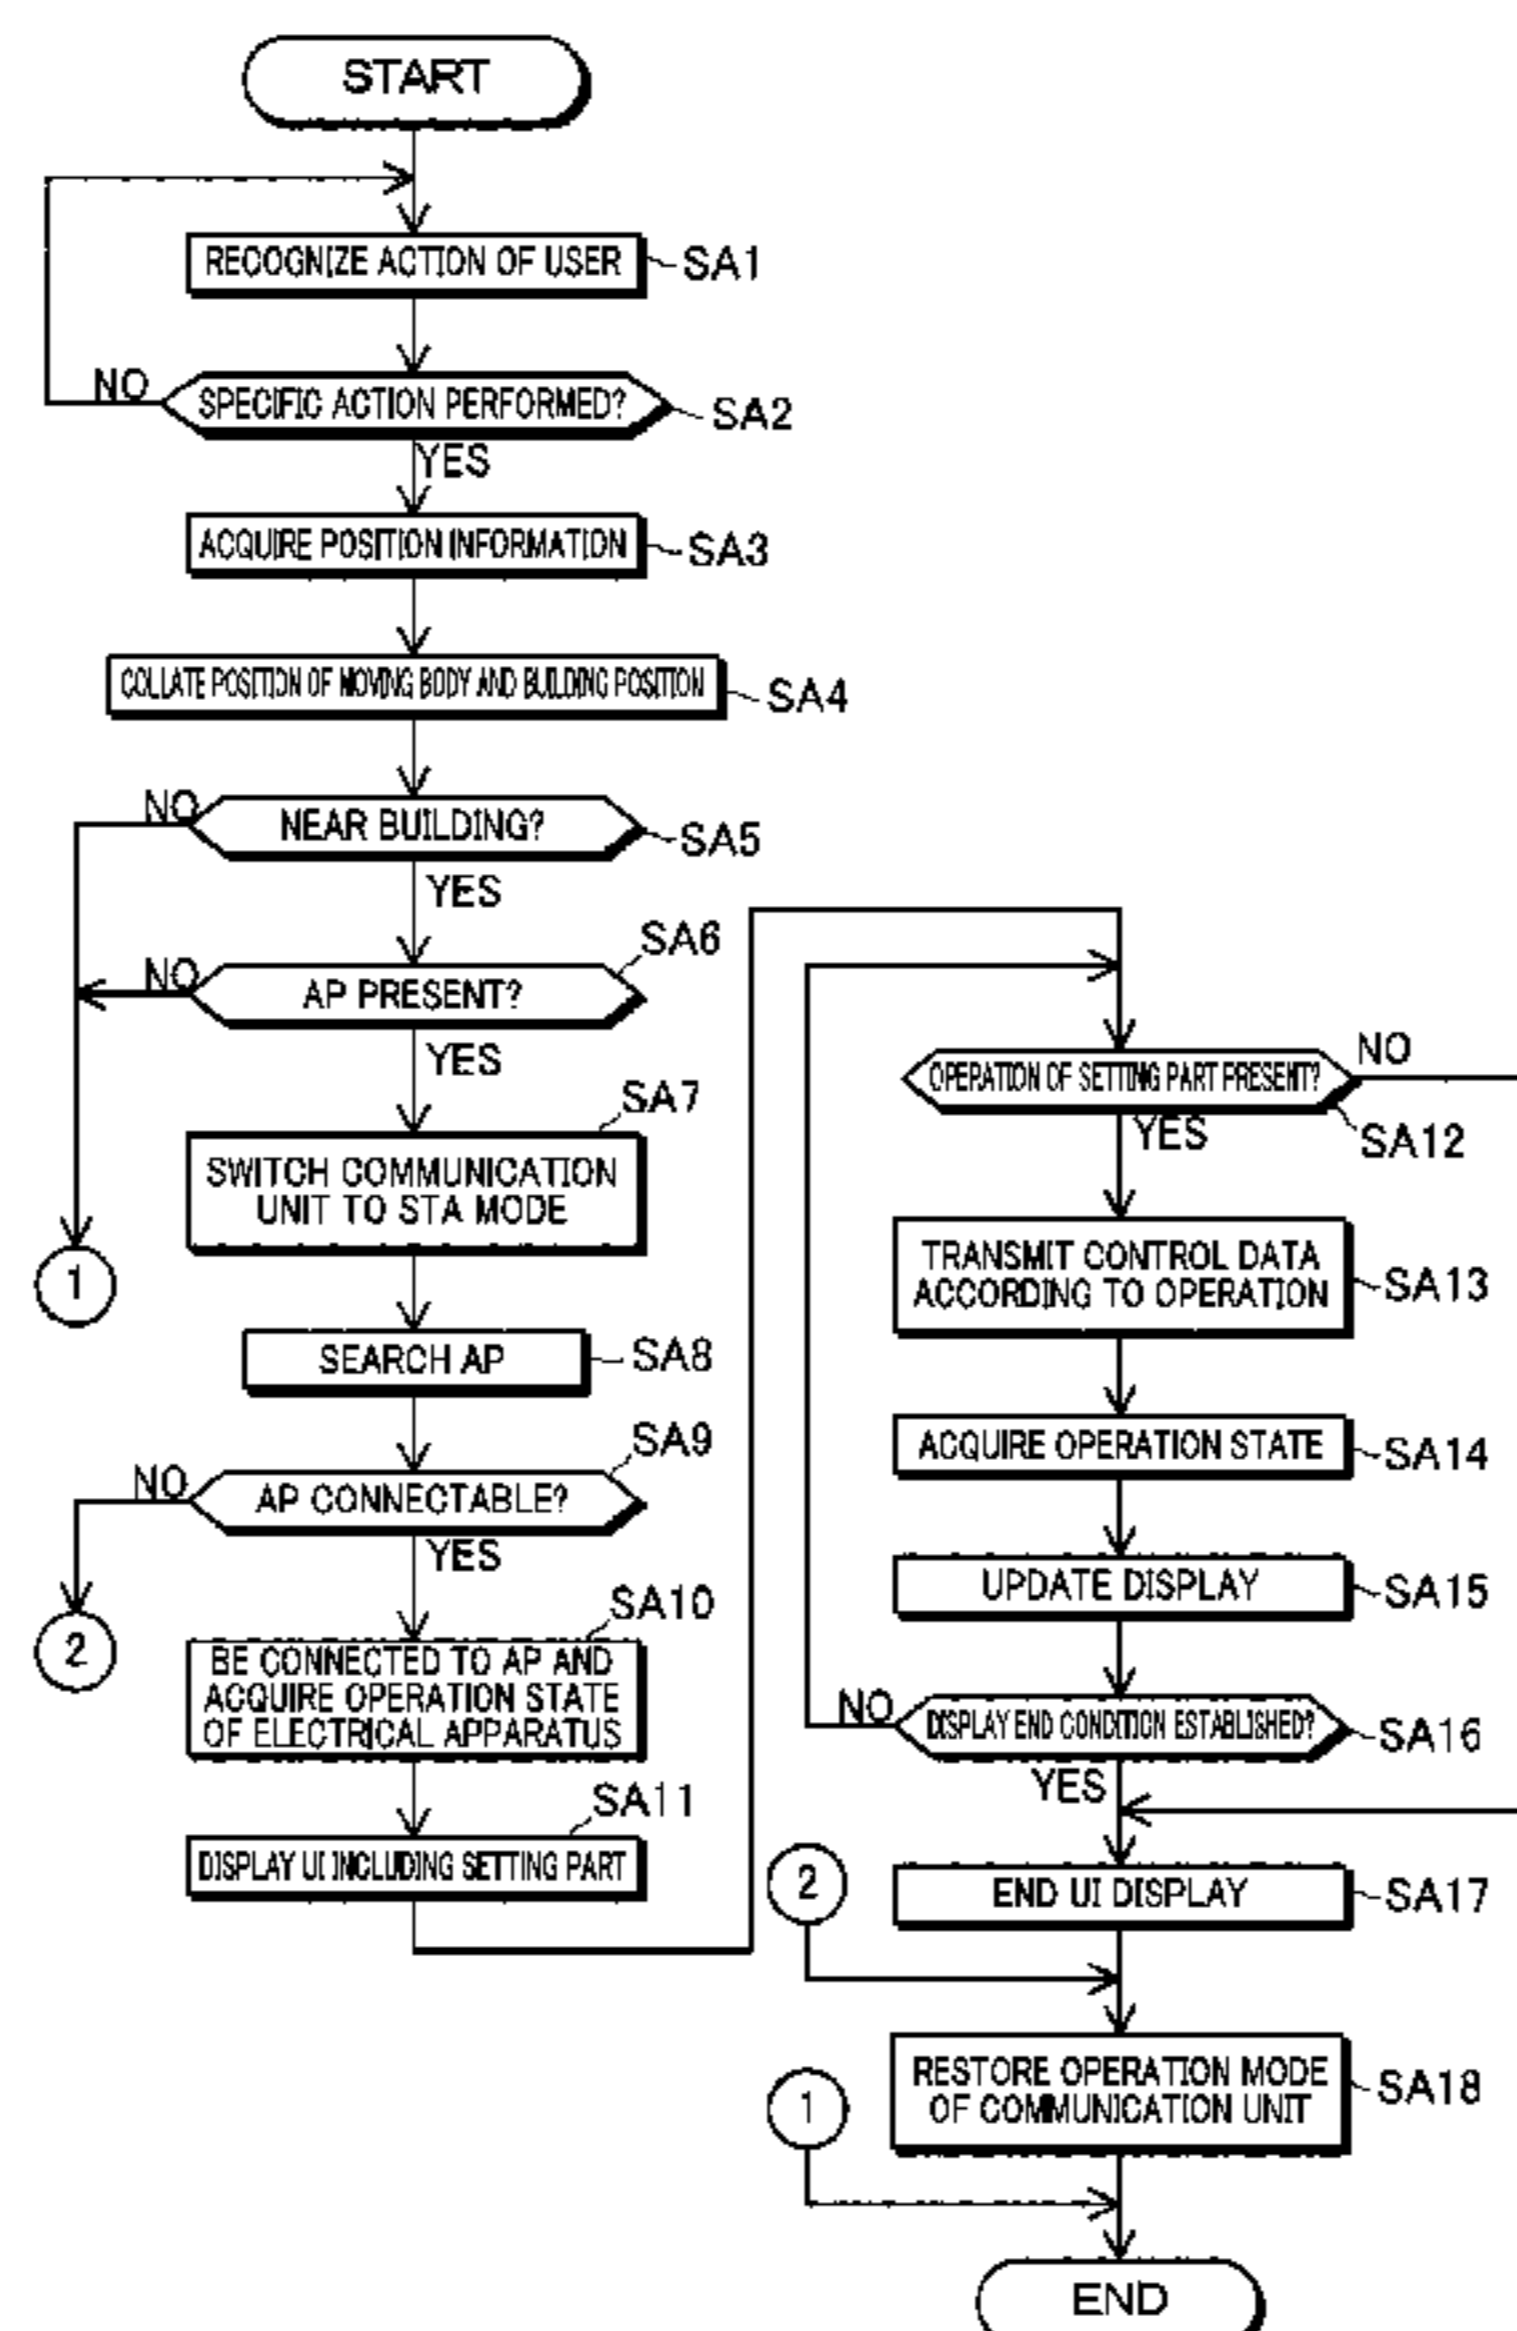 START
RECOGNIZE ACTION OF USER
SA1
NO
SPECIFIC ACTION PERFORMED?
SA2
YES
ACQUIRE POSITION INFORMATION
SA3
COLLATE POSITION OF MOVING BODY AND BUILDING POSITION
SA4
NO
NEAR BUILDING?
SA5
YES
SA6
NO
AP PRESENT?
YES
SA7
SWITCH COMMUNICATION
UNIT TO STA MODE
1
SEARCH AP
SA8
SA9
NO
AP CONNECTABLE?
YES
2
SA10
BE CONNECTED TO AP AND
ACQUIRE OPERATION STATE
OF ELECTRICAL APPARATUS
SA11
DISPLAY UI INCLUDING SETTING PART
OPERATION OF SETTING PART PRESENT?
NO
SA12
YES
TRANSMIT CONTROL DATA
ACCORDING TO OPERATION
SA13
ACQUIRE OPERATION STATE
SA14
UPDATE DISPLAY
SA15
NO
DISPLAY END CONDITION ESTABLISHED?
SA16
YES
2
END UI DISPLAY
SA17
RESTORE OPERATION MODE
OF COMMUNICATION UNIT
SA18
1
END